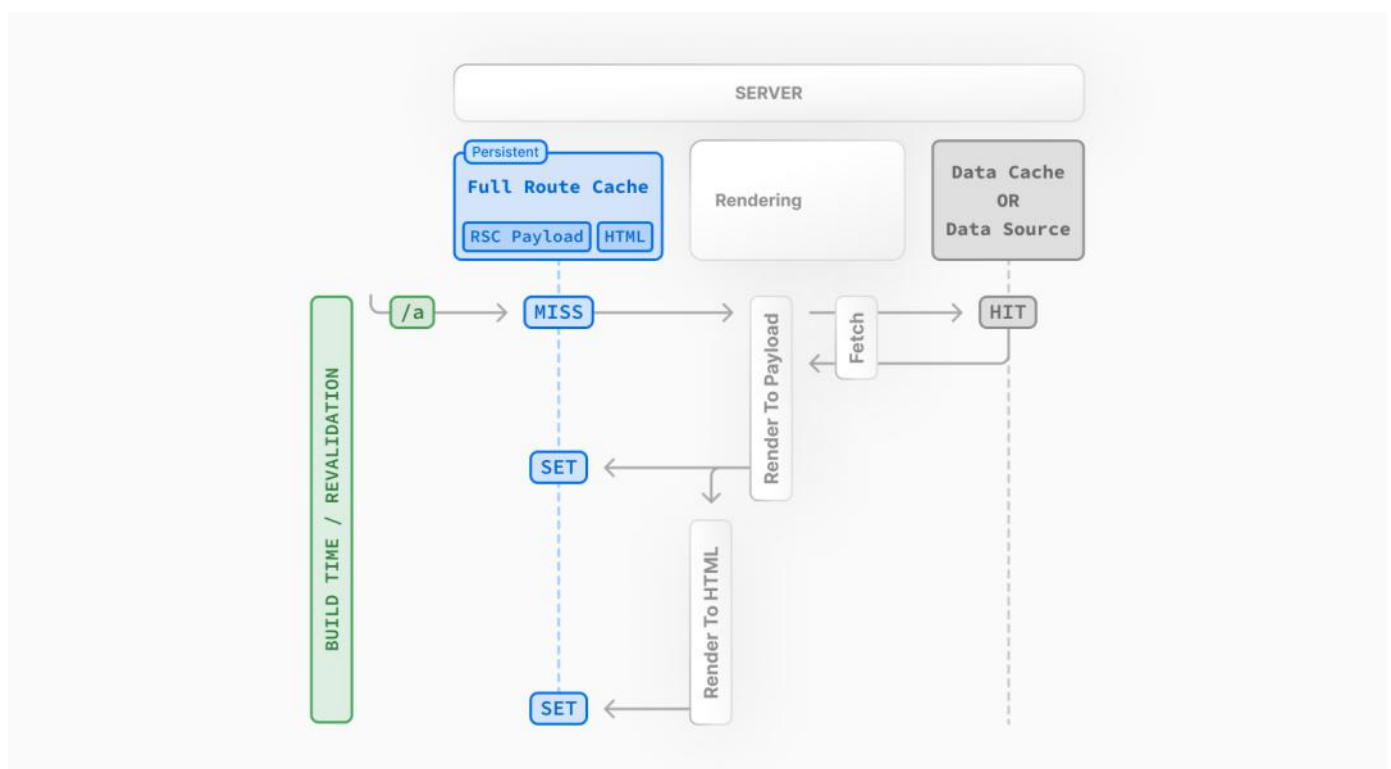 SERVER
Persistent
Full Route Cache
RSC Payload HTML
Rendering
Data Cache
OR
Data Source
BUILD TIME / REVALIDATION
/a
MISS
Render To Payload
Fetch
HIT
SET
Render To HTML
SET